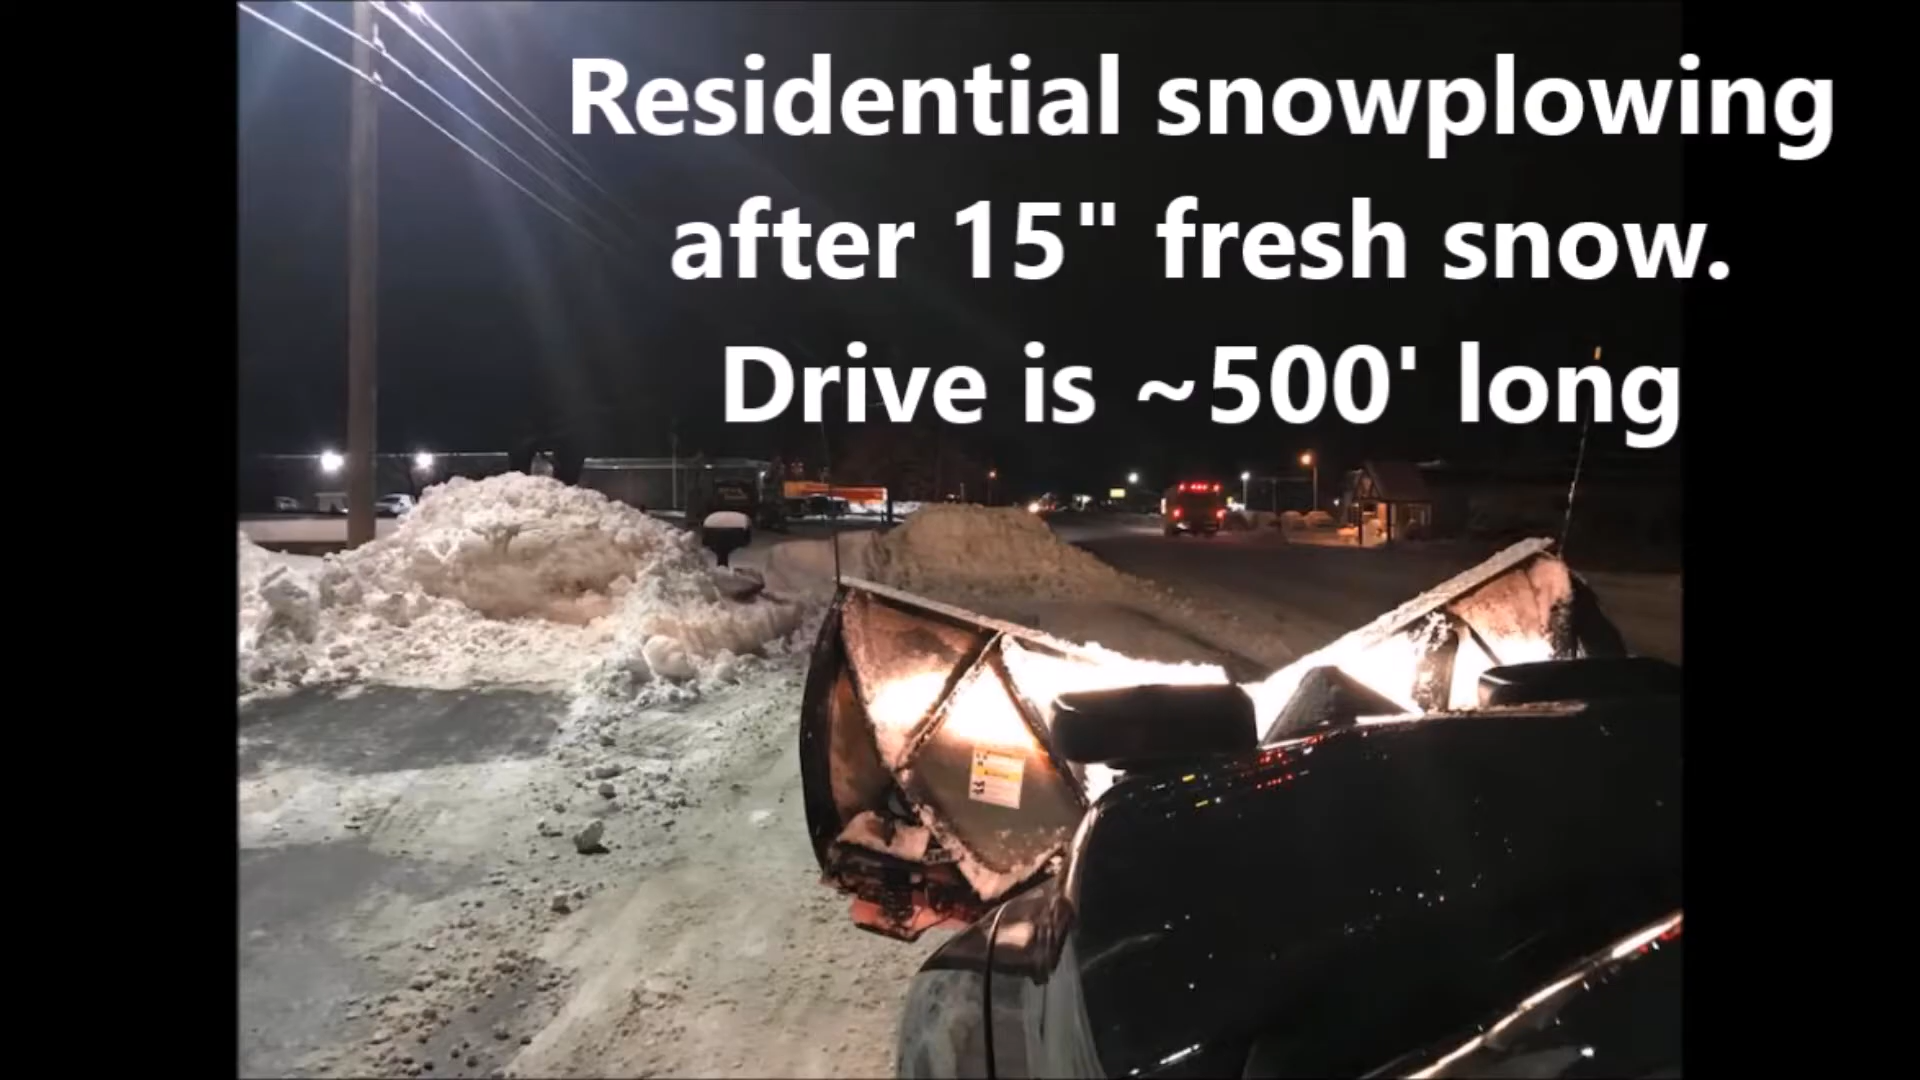 Residential snowplowing
after 15" fresh snow.
Drive is ~500' long